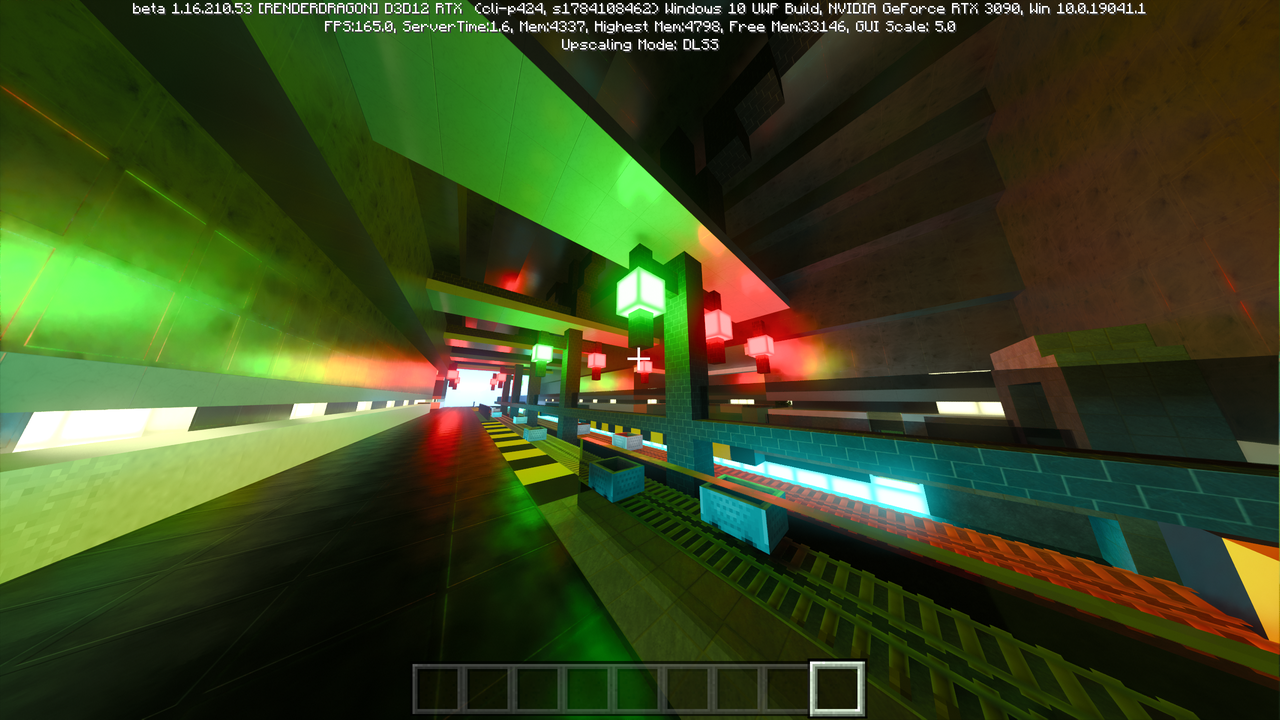 beta 1.16.210.53 [RENDERDRAGON] D3D12 RTX  (cli-p424, s1784108462) Windows 10 UWP Build, NVIDIA GeForce RTX 3090, Win 10.0.19041.1
FPS:165.0, ServerTime:1.6, Mem:4337, Highest Mem:4798, Free Mem:33146, GUI Scale: 5.0
Upscaling Mode: DLSS